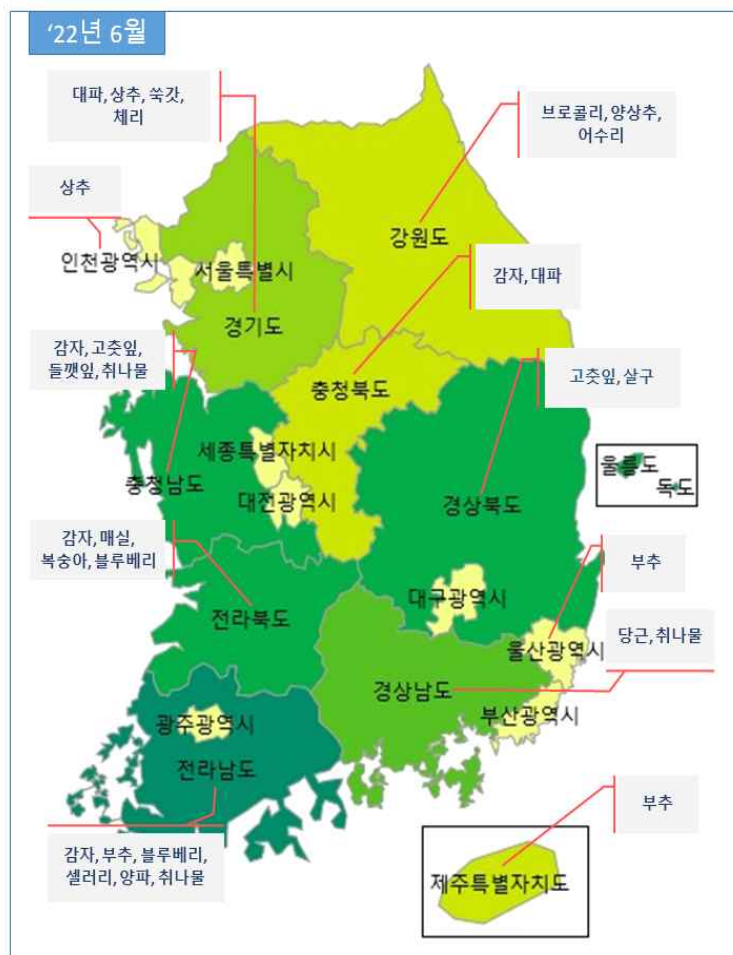 ‘22년 6월
대파, 상추, 쑥갓,
체리
브로콜리, 양상추,
어수리
상추
강원도
인천광역시
서울특별시
감자, 대파
경기도
감자, 고춧잎,
들깻잎, 취나물
고춧잎, 살구
충청북도
세종특별자치시
울릉도
충청남도
독도
대전광역시
경상북도
감자, 매실,
복숭아, 블루베리
부추
대구광역시
전라북도
당근, 취나물
울산광역시
경상남도
부산광역시
광주광역시
전라남도
부추
감자, 부추, 블루베리,
셀러리, 양파, 취나물
제주특별자치도